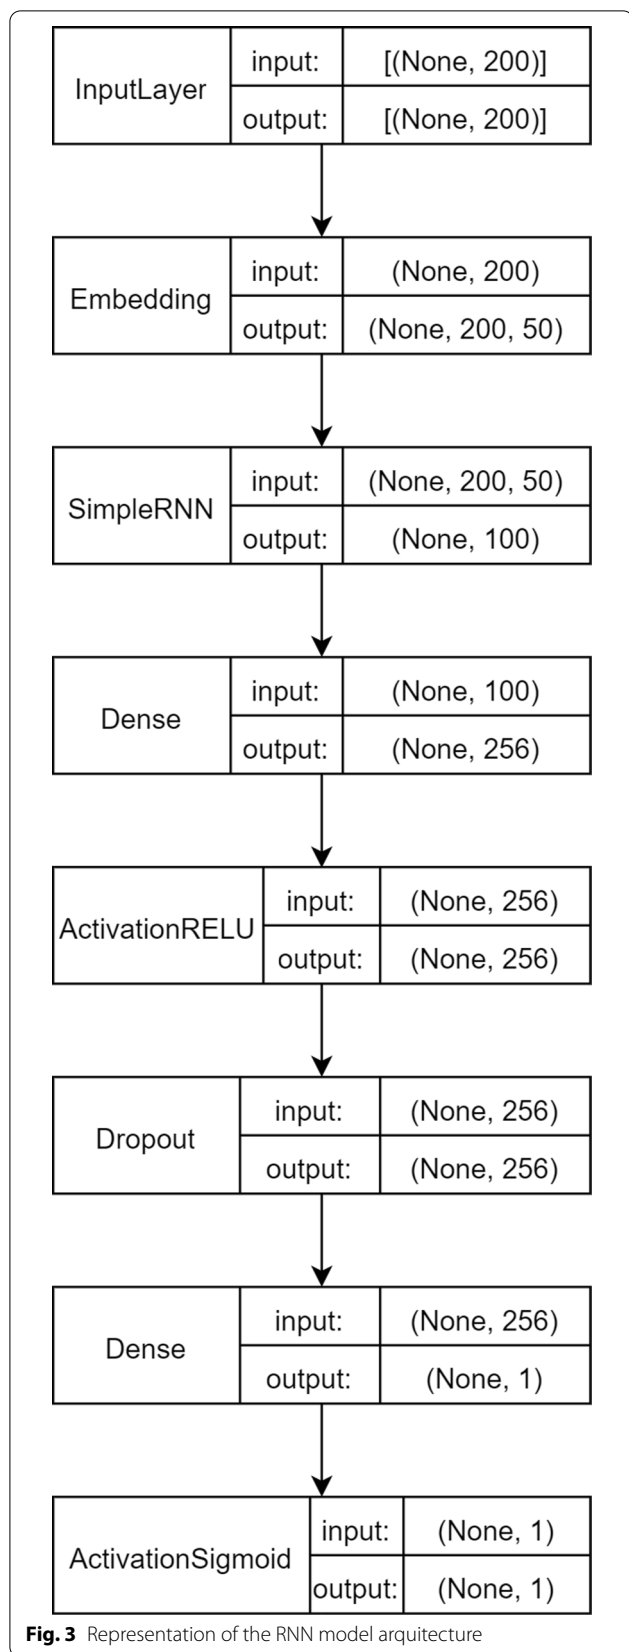 InputLayer
input: [(None, 200)]
output: [(None, 200)]
Embedding
input: (None, 200)
output: (None, 200, 50)
SimpleRNN
input: (None, 200, 50)
output: (None, 100)
Dense
input: (None, 100)
output: (None, 256)
ActivationRELU
input: (None, 256)
output: (None, 256)
Dropout
input: (None, 256)
output: (None, 256)
Dense
input: (None, 256)
output: (None, 1)
ActivationSigmoid
input: (None, 1)
output: (None, 1)
Fig. 3 Representation of the RNN model arquitecture